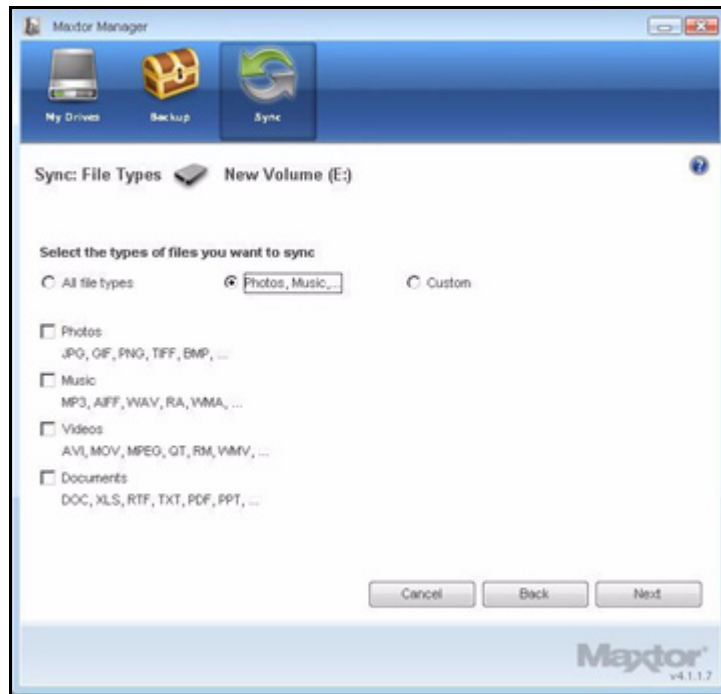 Maxtor Manager
My Drives Backup Sync
Sync: File Types New Volume (E:)
Select the types of files you want to sync
All file types Photos, Music,... Custom
Photos
JPG, GIF, PNG, TIFF, BMP, ...
Music
MP3, AIFF, WAV, RA, WMA, ...
Videos
AVI, MOV, MPEG, QT, RM, WMV, ...
Documents
DOC, XLS, RTF, TXT, PDF, PPT, ...
Cancel Back Next
Maxtor
v4.1.1.7